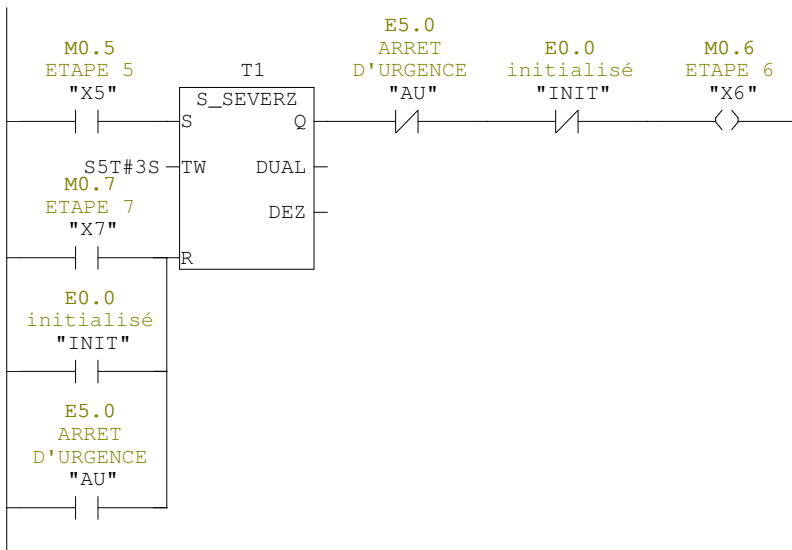 M0.5
ETAPE 5
"X5"
T1
S_SEVERZ
S
Q
S5T#3S
TW
DUAL
DEZ
R
E5.0
ARRET
D'URGENCE
"AU"
E0.0
initialisé
"INIT"
M0.6
ETAPE 6
"X6"
M0.7
ETAPE 7
"X7"
E0.0
initialisé
"INIT"
E5.0
ARRET
D'URGENCE
"AU"